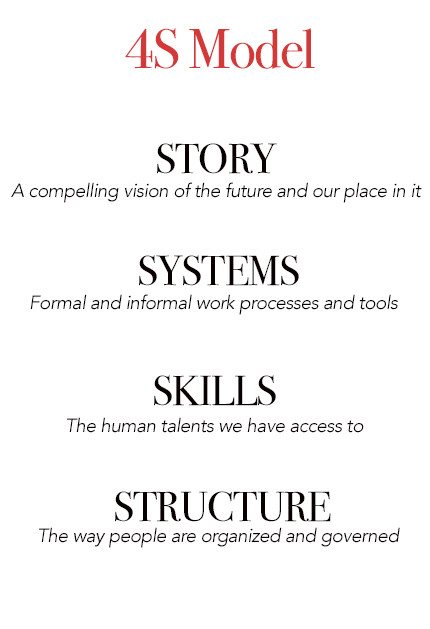 4S Model
STORY
A compelling vision of the future and our place in it
SYSTEMS
Formal and informal work processes and tools
SKILLS
The human talents we have access to
STRUCTURE
The way people are organized and governed